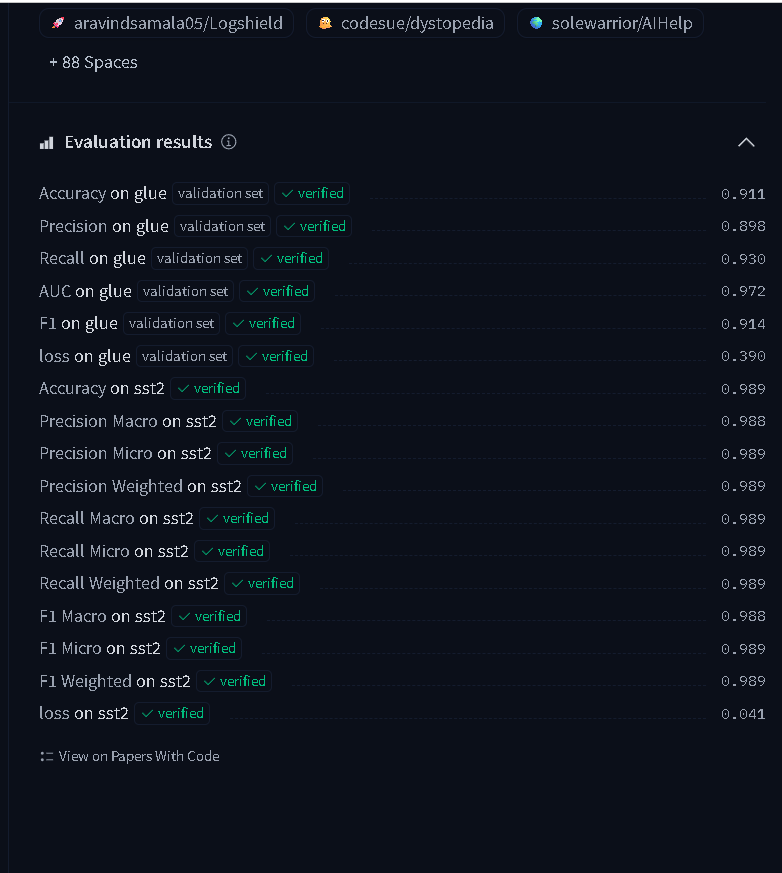 aravindsamala05/Logshield codesue/dystopedia solewarrior/AIHelp
+ 88 Spaces
Evaluation results
Accuracy on glue validation set verified 0.911
Precision on glue validation set verified 0.898
Recall on glue validation set verified 0.930
AUC on glue validation set verified 0.972
F1 on glue validation set verified 0.914
loss on glue validation set verified 0.390
Accuracy on sst2 verified 0.989
Precision Macro on sst2 verified 0.988
Precision Micro on sst2 verified 0.989
Precision Weighted on sst2 verified 0.989
Recall Macro on sst2 verified 0.989
Recall Micro on sst2 verified 0.989
Recall Weighted on sst2 verified 0.989
F1 Macro on sst2 verified 0.988
F1 Micro on sst2 verified 0.989
F1 Weighted on sst2 verified 0.989
loss on sst2 verified 0.041
View on Papers With Code